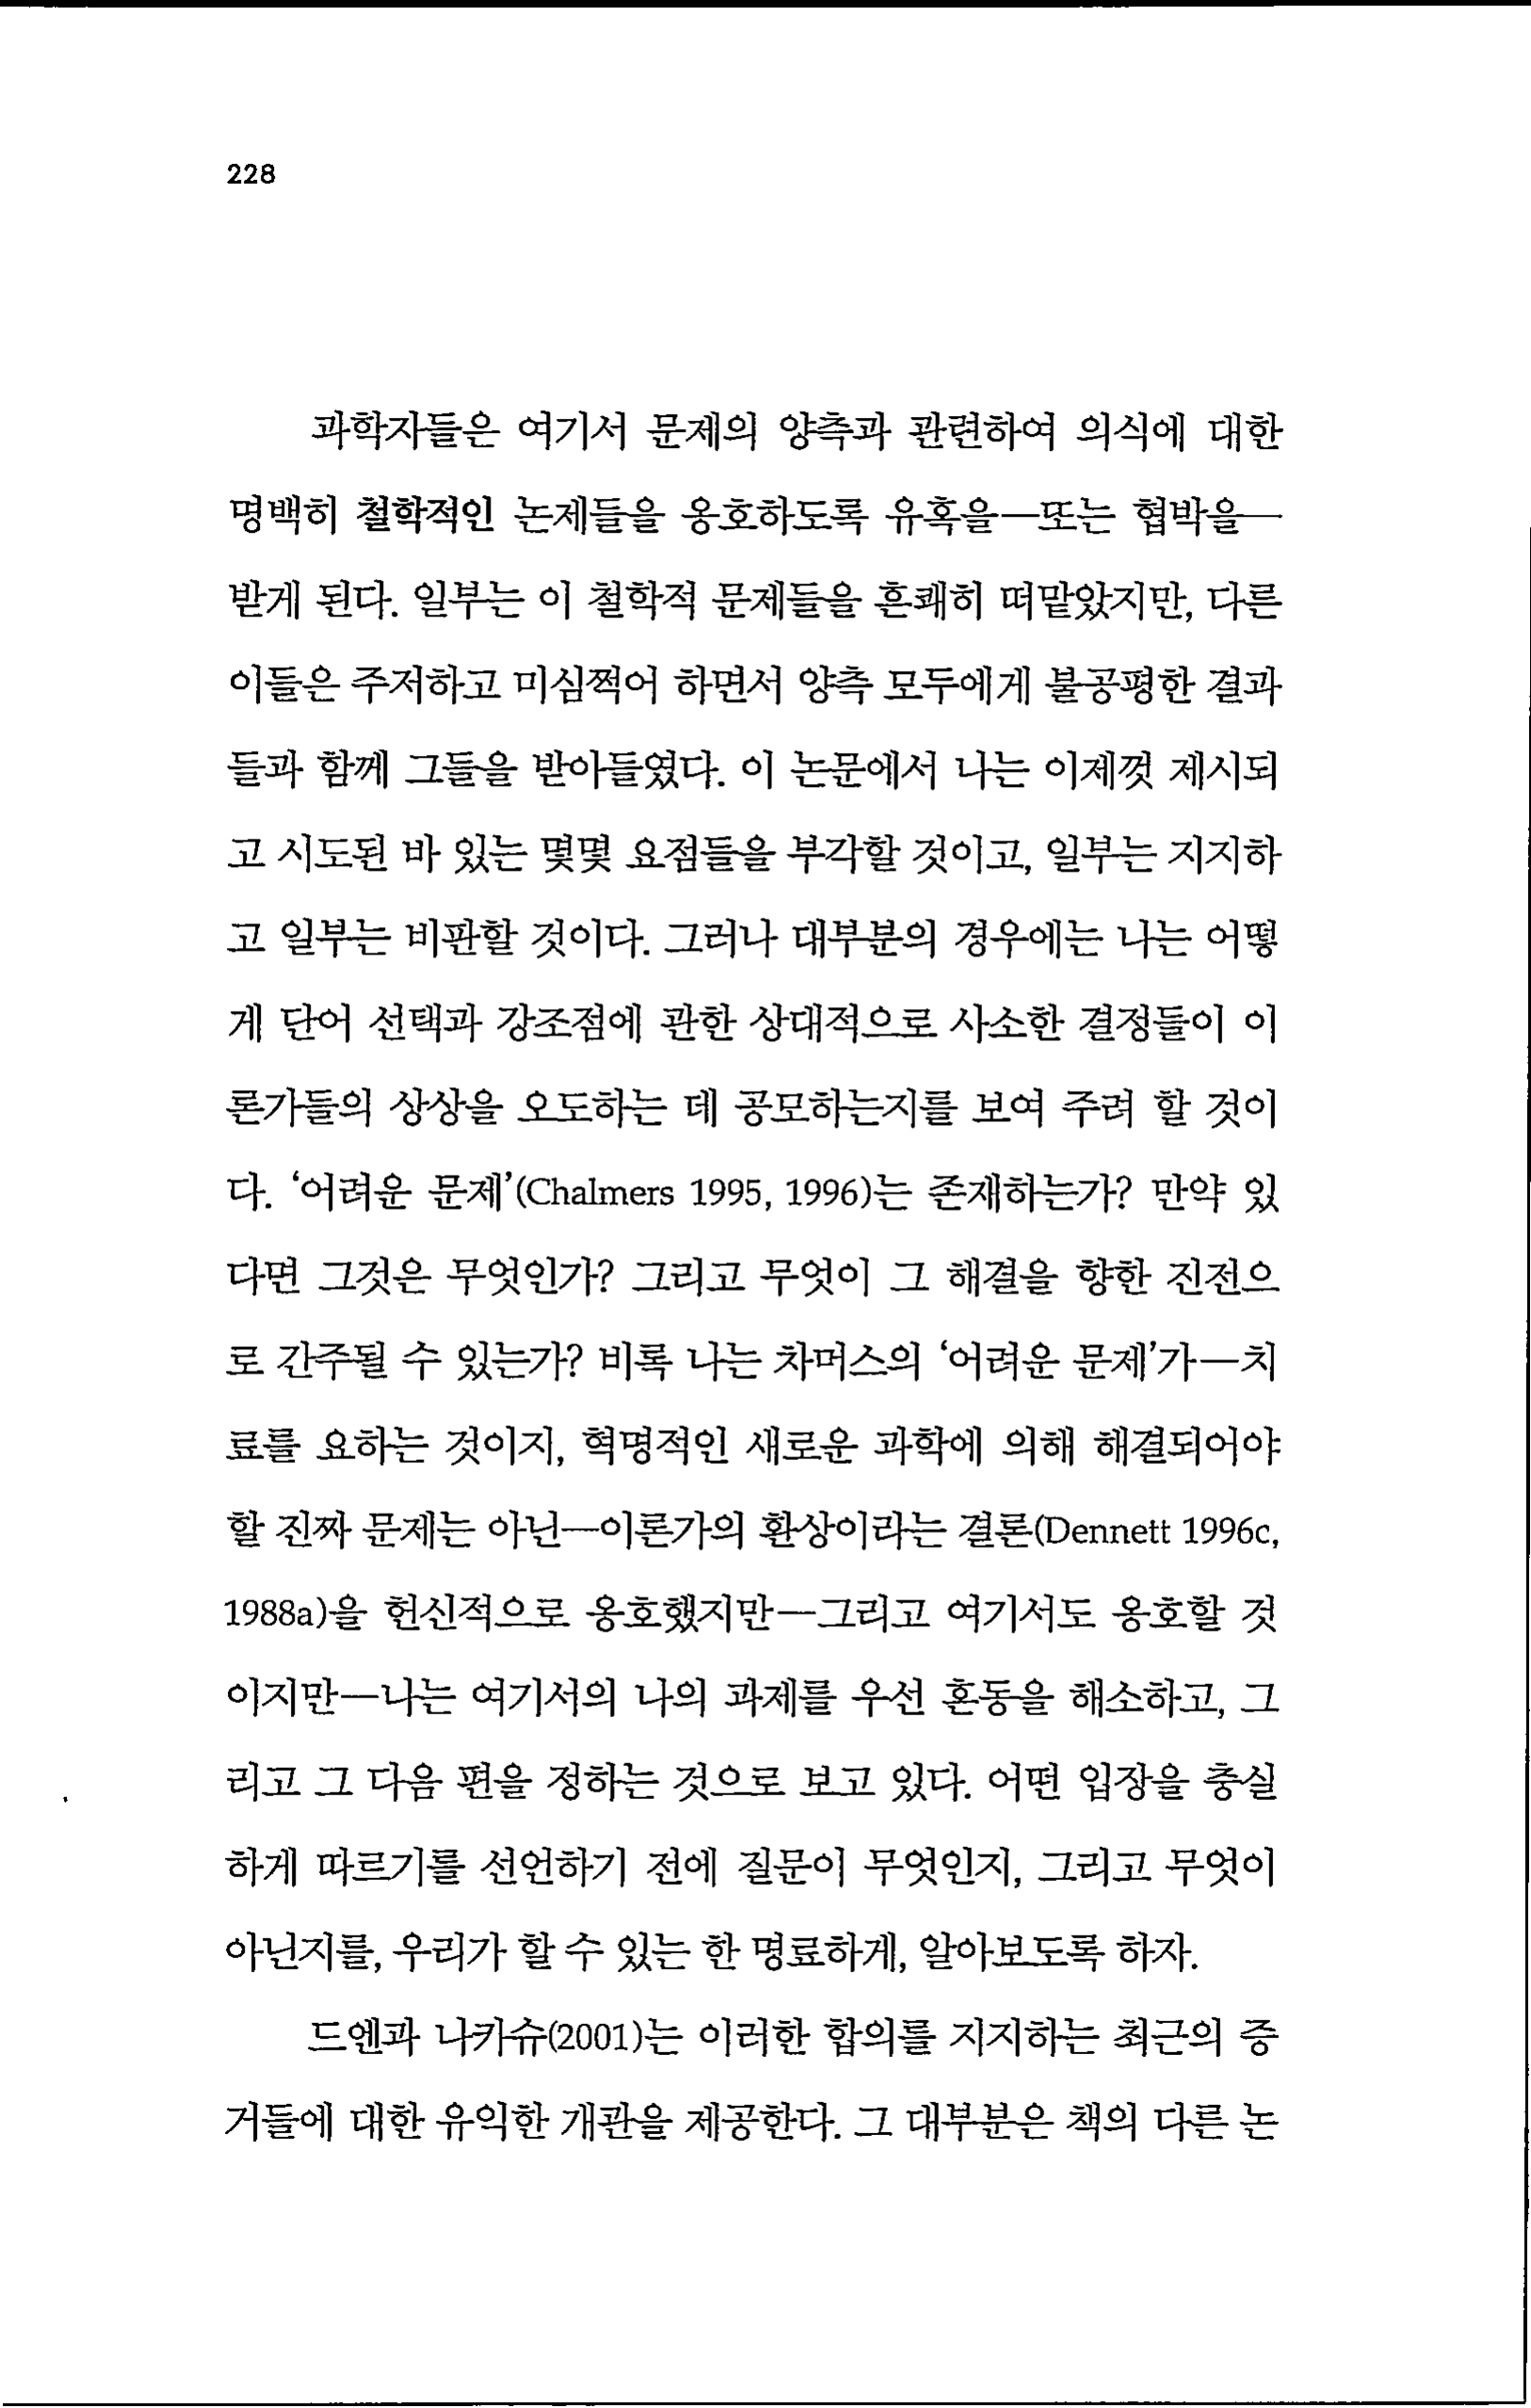 228
과학자들은 여기서 문제의 양측과 관련하여 의식에 대한
명백히 철학적인 논제들을 옹호하도록 유혹을—또는 협박을—
받게 된다. 일부는 이 철학적 문제들을 흔쾌히 떠맡았지만, 다른
이들은 주저하고 미심쩍어 하면서 양측 모두에게 불공평한 결과
들과 함께 그들을 받아들였다. 이 논문에서 나는 이제껏 제시되
고 시도된 바 있는 몇몇 요점들을 부각할 것이고, 일부는 지지하
고 일부는 비판할 것이다. 그러나 대부분의 경우에는 나는 어떻
게 단어 선택과 강조점에 관한 상대적으로 사소한 결정들이 이
론가들의 상상을 오도하는 데 공모하는지를 보여 주려 할 것이
다. ‘어려운 문제’(Chalmers 1995, 1996)는 존재하는가? 만약 있
다면 그것은 무엇인가? 그리고 무엇이 그 해결을 향한 진전으
로 간주될 수 있는가? 비록 나는 차머스의 ‘어려운 문제’가—치
료를 요하는 것이지, 혁명적인 새로운 과학에 의해 해결되어야
할 진짜 문제는 아닌—이론가의 환상이라는 결론(Dennett 1996c,
1988a)을 헌신적으로 옹호했지만—그리고 여기서도 옹호할 것
이지만—나는 여기서의 나의 과제를 우선 혼동을 해소하고, 그
리고 그 다음 편을 정하는 것으로 보고 있다. 어떤 입장을 충실
하게 따르기를 선언하기 전에 질문이 무엇인지, 그리고 무엇이
아닌지를, 우리가 할 수 있는 한 명료하게, 알아보도록 하자.
드엔과 나카슈(2001)는 이러한 합의를 지지하는 최근의 증
거들에 대한 유익한 개관을 제공한다. 그 대부분은 책의 다른 논